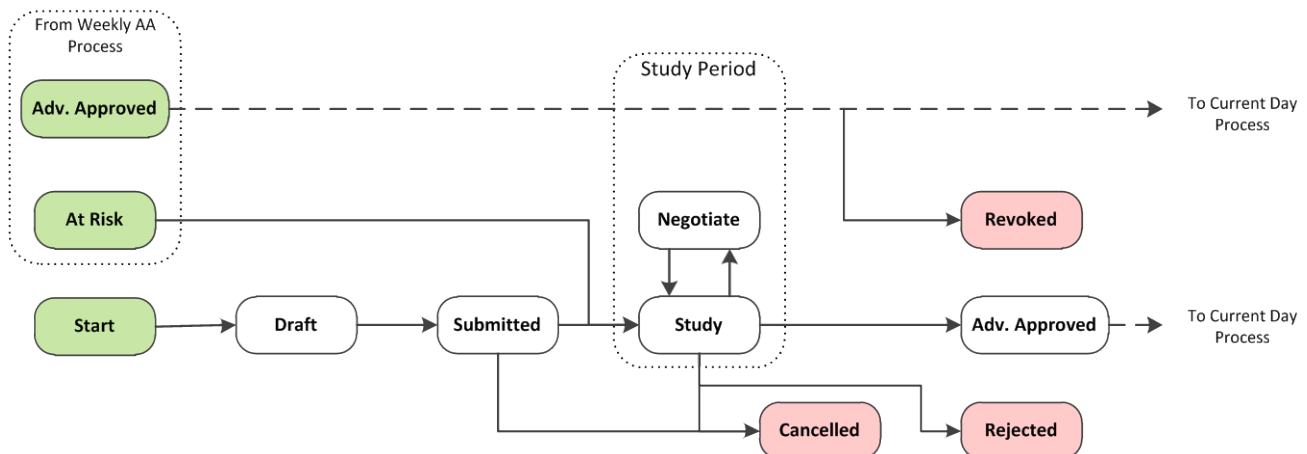 From Weekly AA
Process
Study Period
Adv. Approved
To Current Day
Process
At Risk
Negotiate
Revoked
Start
Draft
Submitted
Study
Adv. Approved
To Current Day
Process
Cancelled
Rejected